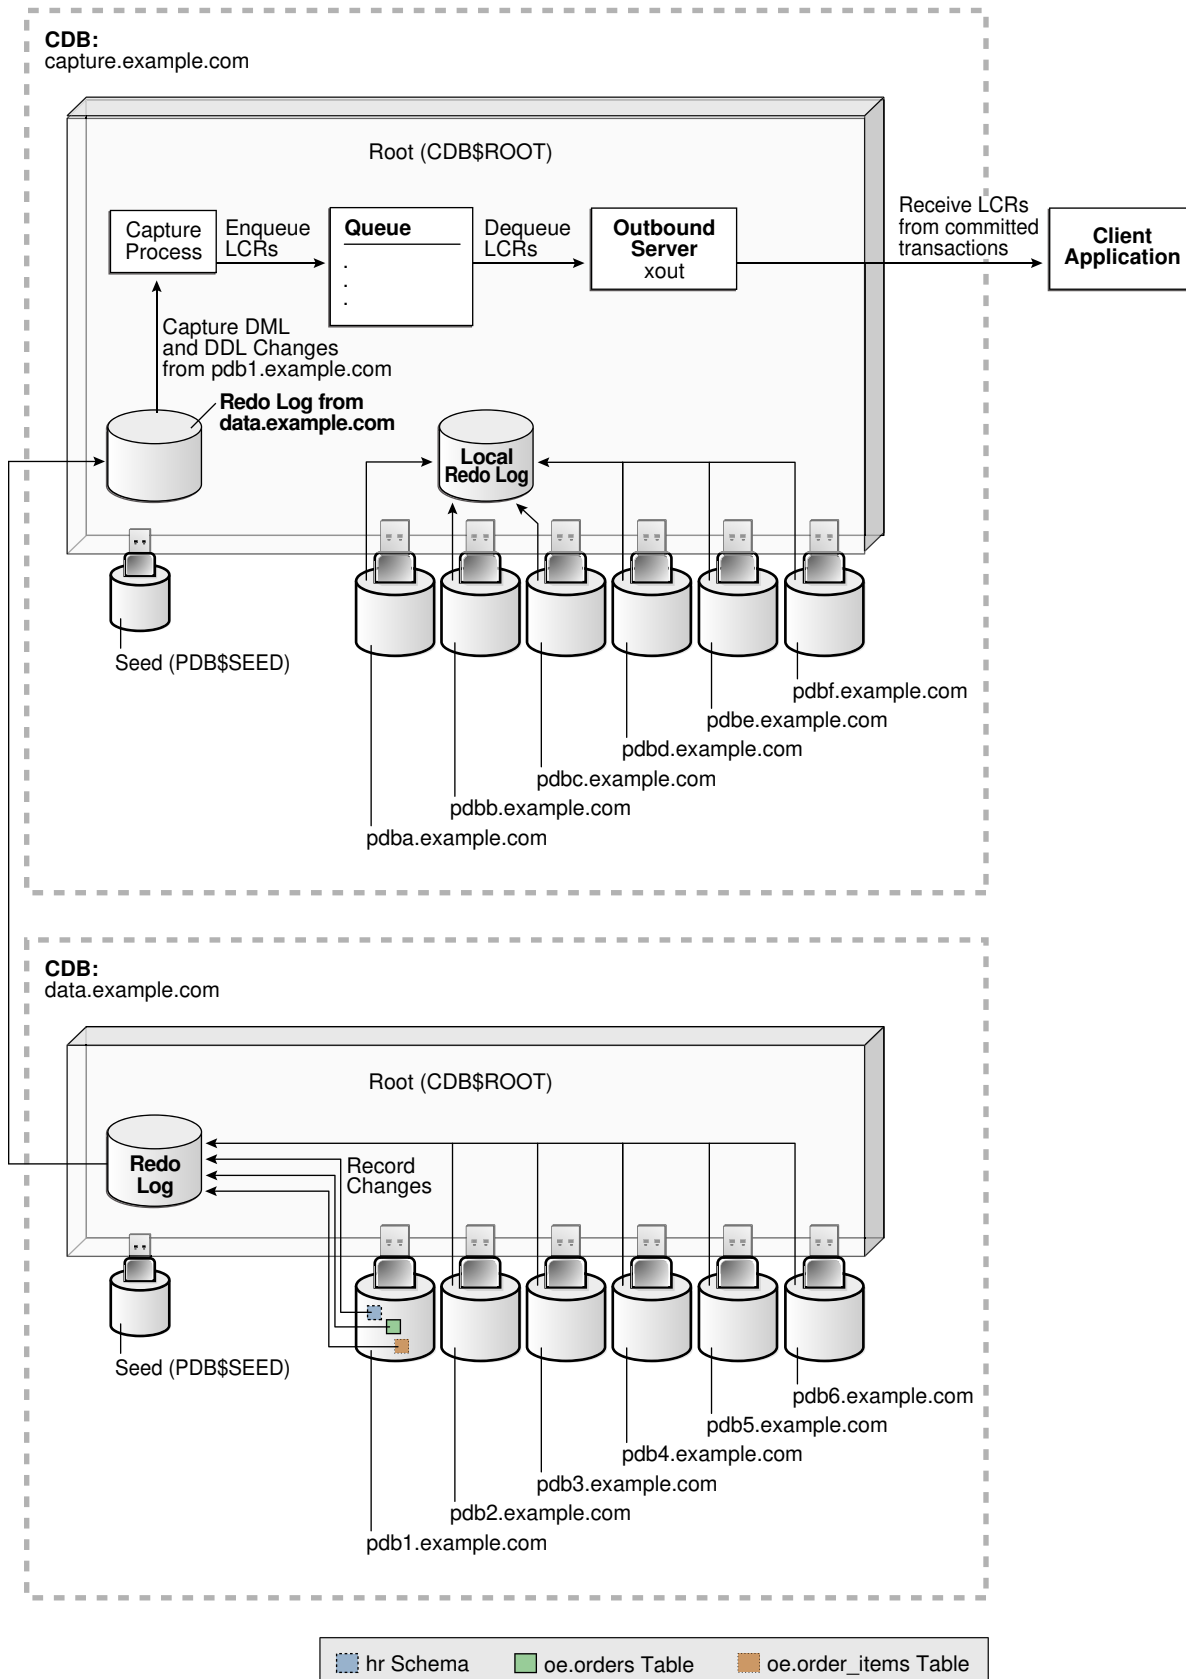 CDB:
capture.example.com
Root (CDB$ROOT)
Capture
Process
Enqueue
LCRs
Queue
.
.
.
Dequeue
LCRs
Outbound
Server
xout
Receive LCRs
from committed
transactions
Client
Application
Capture DML
and DDL Changes
from pdb1.example.com
Redo Log from
data.example.com
Local
Redo Log
Seed (PDB$SEED)
pdbf.example.com
pdbe.example.com
pdbd.example.com
pdbc.example.com
pdbb.example.com
pdba.example.com
CDB:
data.example.com
Root (CDB$ROOT)
Redo
Log
Record
Changes
Seed (PDB$SEED)
pdb6.example.com
pdb5.example.com
pdb4.example.com
pdb3.example.com
pdb2.example.com
pdb1.example.com
hr Schema
oe.orders Table
oe.order_items Table